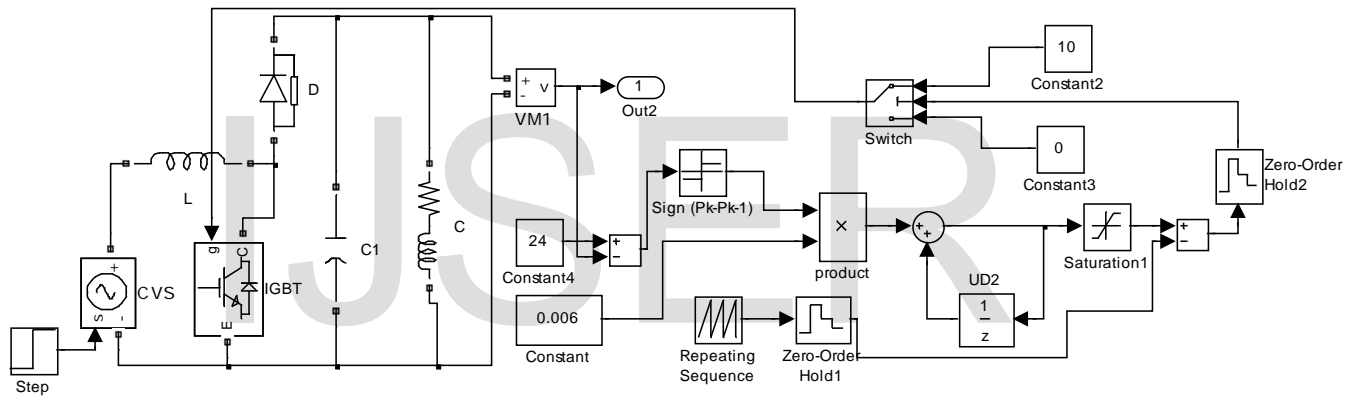 D
L
g
C
E
IGBT
CVS
+
-
s
Step
C1
C
+
-
v
VM1
1
Out2
10
Constant2
Switch
0
Constant3
Zero-Order
Hold2
Sign (Pk-Pk-1)
24
Constant4
+
-
×
product
+
+
Saturation1
+
-
UD2
1
z
0.006
Constant
Repeating
Sequence
Zero-Order
Hold1
IJSER